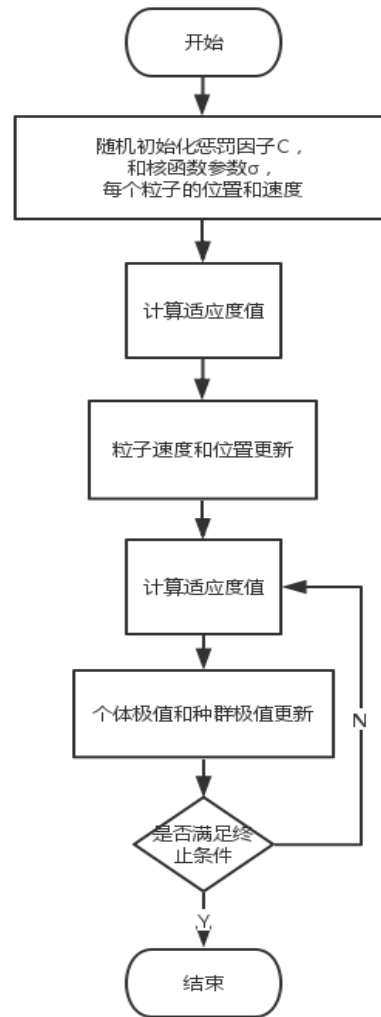 开始
随机初始化惩罚因子C，
和核函数参数σ，
每个粒子的位置和速度
计算适应度值
粒子速度和位置更新
计算适应度值
个体极值和种群极值更新
N
是否满足终
止条件
Y
结束